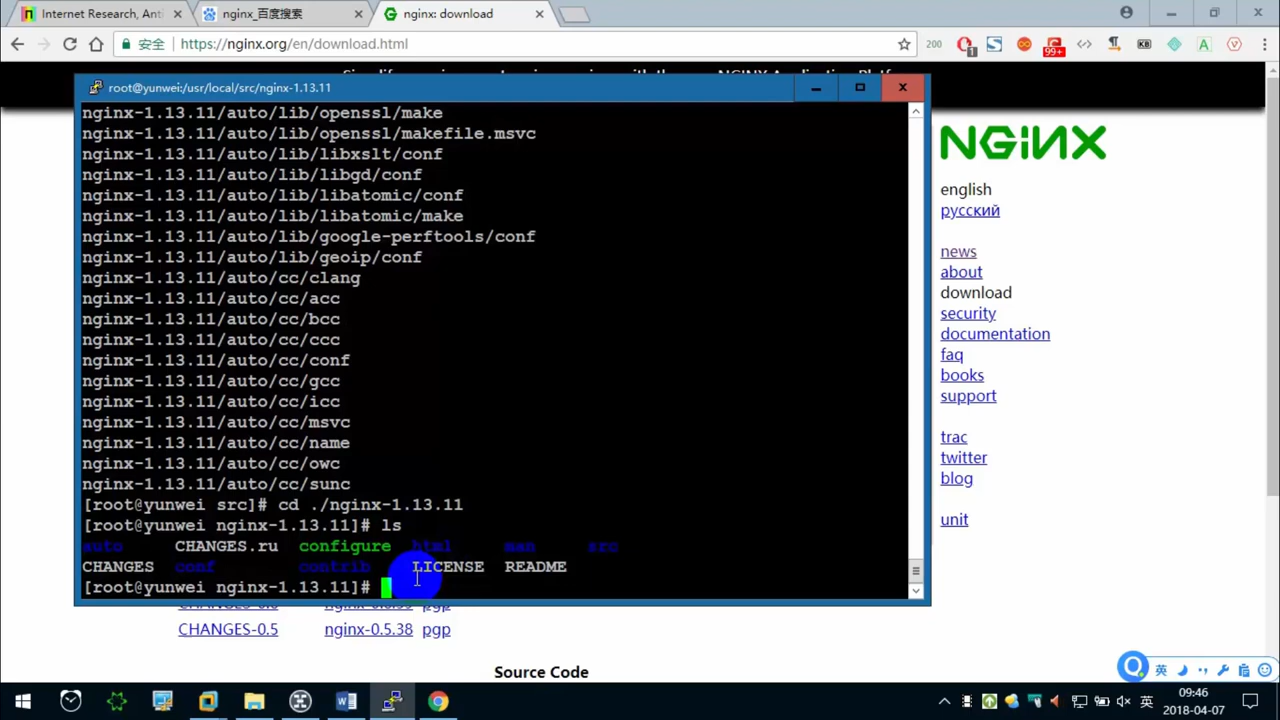 Internet Research, Anti
nginx_百度搜索
nginx: download
安全
https://nginx.org/en/download.html
200
99+
root@yunwei:/usr/local/src/nginx-1.13.11
nginx-1.13.11/auto/lib/openssl/make
nginx-1.13.11/auto/lib/openssl/makefile.msvc
nginx-1.13.11/auto/lib/libxslt/conf
nginx-1.13.11/auto/lib/libgd/conf
nginx-1.13.11/auto/lib/libatomic/conf
nginx-1.13.11/auto/lib/libatomic/make
nginx-1.13.11/auto/lib/google-perftools/conf
nginx-1.13.11/auto/lib/geoip/conf
nginx-1.13.11/auto/cc/clang
nginx-1.13.11/auto/cc/acc
nginx-1.13.11/auto/cc/bcc
nginx-1.13.11/auto/cc/ccc
nginx-1.13.11/auto/cc/conf
nginx-1.13.11/auto/cc/gcc
nginx-1.13.11/auto/cc/icc
nginx-1.13.11/auto/cc/msvc
nginx-1.13.11/auto/cc/name
nginx-1.13.11/auto/cc/owc
nginx-1.13.11/auto/cc/sunc
[root@yunwei src]# cd ./nginx-1.13.11
[root@yunwei nginx-1.13.11]# ls
auto CHANGES.ru configure html man src
CHANGES conf contrib LICENSE README
[root@yunwei nginx-1.13.11]#
NGINX
english
русский
news
about
download
security
documentation
faq
books
support
trac
twitter
blog
unit
CHANGES-0.5 nginx-0.5.38 pgp
Source Code
英
英
09:46
2018-04-07